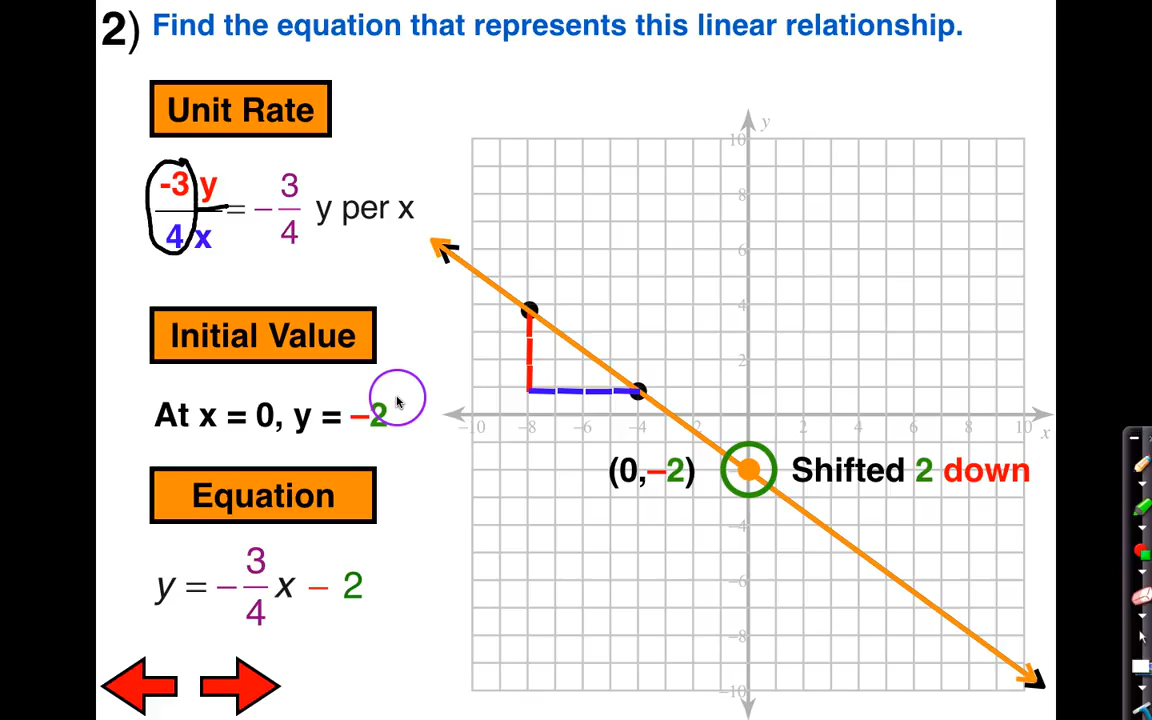 2) Find the equation that represents this linear relationship.
Unit Rate
-3 y / 4 x = − 3/4 y per x
Initial Value
At x = 0, y = −2
Equation
y = − 3/4 x − 2
y
10
8
6
4
2
−10 −8 −6 −4 −2 2 4 6 8 10 x
(0,−2) Shifted 2 down
−4
−6
−8
−10